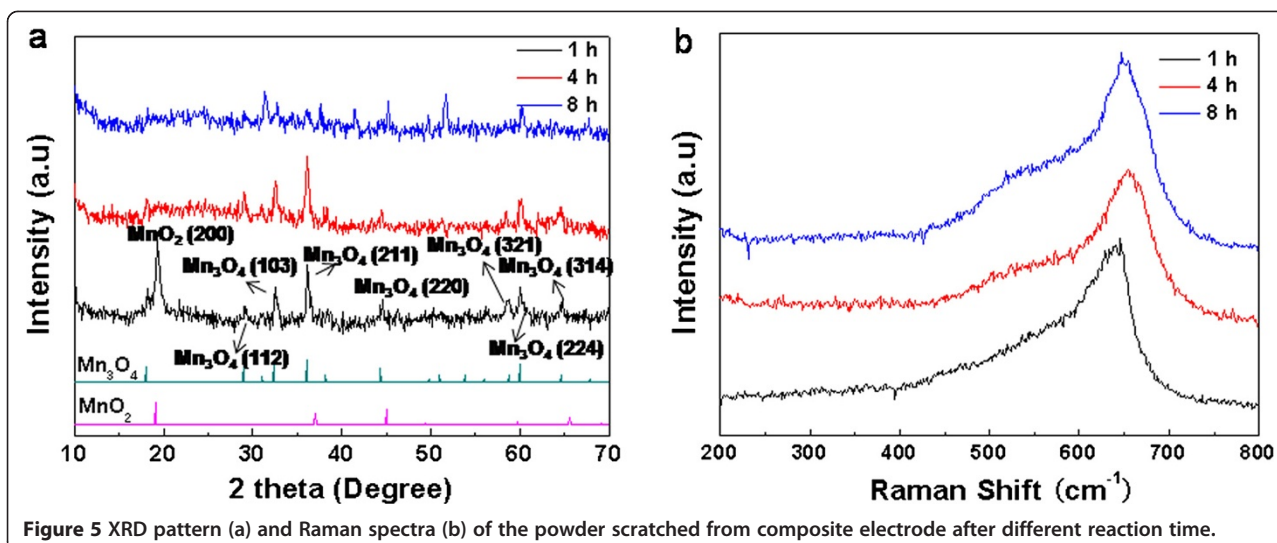 a
1 h
4 h
8 h
MnO₂ (200)
Mn₃O₄ (103)
Mn₃O₄ (211)
Mn₃O₄ (220)
Mn₃O₄ (321)
Mn₃O₄ (314)
Mn₃O₄ (112)
Mn₃O₄ (224)
Mn₃O₄
MnO₂
Intensity (a.u)
10 20 30 40 50 60 70
2 theta (Degree)
b
1 h
4 h
8 h
Intensity (a.u)
200 300 400 500 600 700 800
Raman Shift (cm⁻¹)
Figure 5 XRD pattern (a) and Raman spectra (b) of the powder scratched from composite electrode after different reaction time.